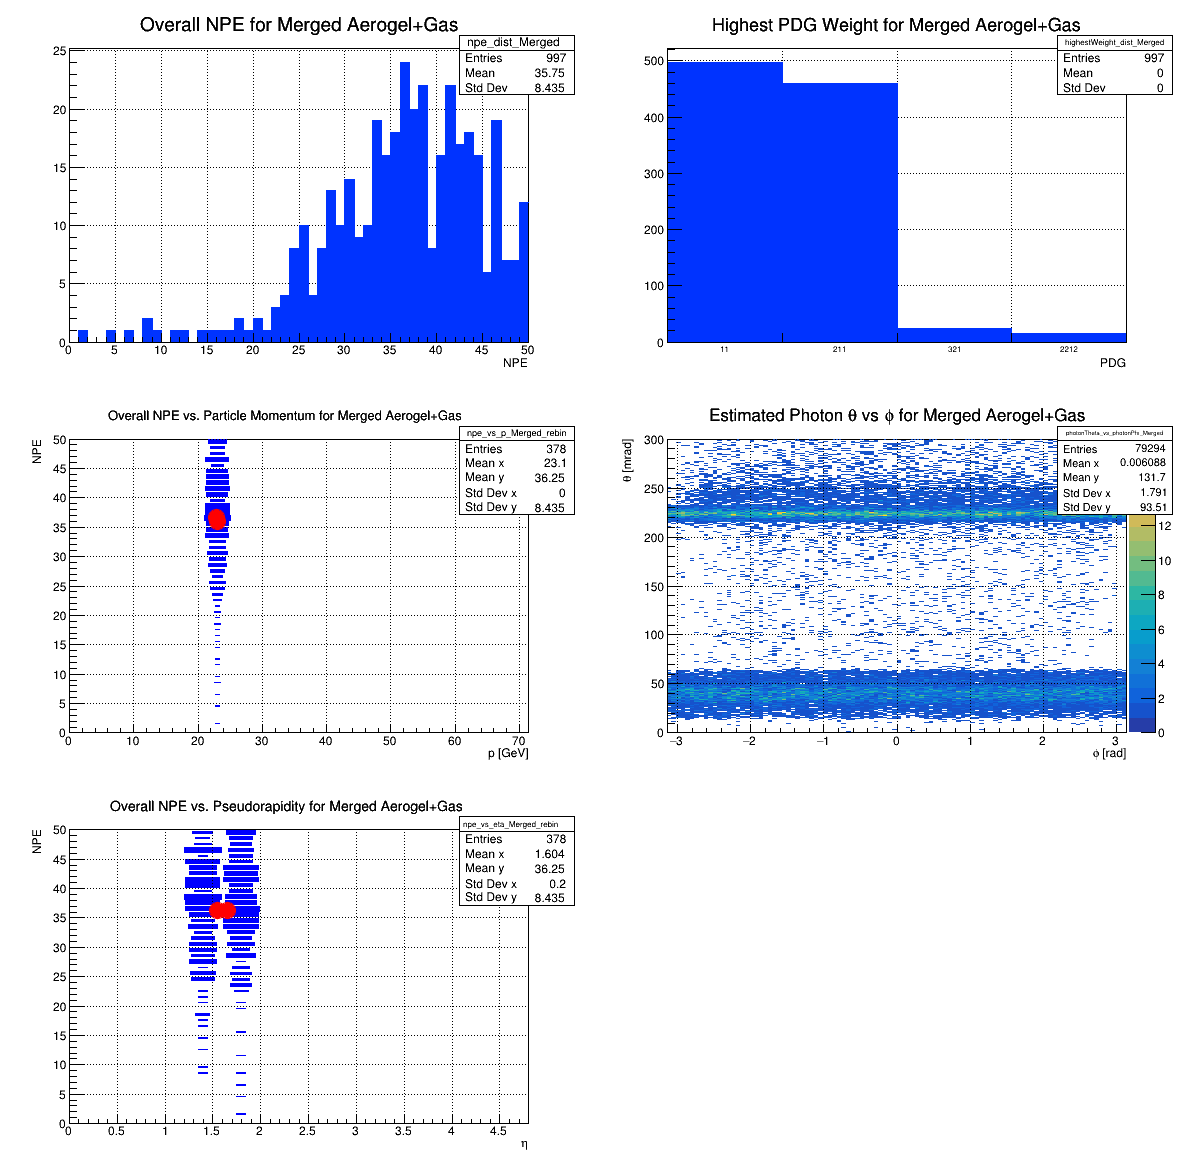 Overall NPE for Merged Aerogel+Gas
npe_dist_Merged
Entries 997
Mean 35.75
Std Dev 8.435
25
20
15
10
5
0
0 5 10 15 20 25 30 35 40 45 50
NPE
Highest PDG Weight for Merged Aerogel+Gas
highestWeight_dist_Merged
Entries 997
Mean 0
Std Dev 0
500
400
300
200
100
0
11 211 321 2212
PDG
Overall NPE vs. Particle Momentum for Merged Aerogel+Gas
npe_vs_p_Merged_rebin
Entries 378
Mean x 23.1
Mean y 36.25
Std Dev x 0
Std Dev y 8.435
NPE
50
45
40
35
30
25
20
15
10
5
0
0 10 20 30 40 50 60 70
p [GeV]
Estimated Photon θ vs ϕ for Merged Aerogel+Gas
photonTheta_vs_photonPhi_Merged
Entries 79294
Mean x 0.006088
Mean y 131.7
Std Dev x 1.791
Std Dev y 93.51
θ [mrad]
300
250
200
150
100
50
0
−3 −2 −1 0 1 2 3
ϕ [rad]
12
10
8
6
4
2
0
Overall NPE vs. Pseudorapidity for Merged Aerogel+Gas
npe_vs_eta_Merged_rebin
Entries 378
Mean x 1.604
Mean y 36.25
Std Dev x 0.2
Std Dev y 8.435
NPE
50
45
40
35
30
25
20
15
10
5
0
0 0.5 1 1.5 2 2.5 3 3.5 4 4.5
η